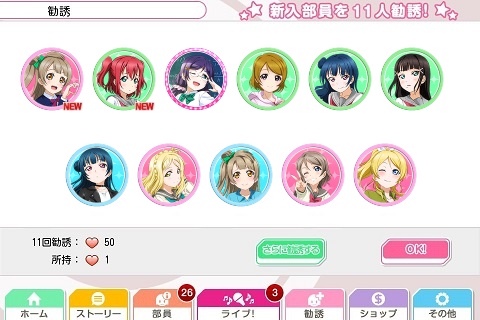 勧誘
新入部員を11人勧誘!
NEW
NEW
11回勧誘: 50
所持: 1
さらに勧誘する
OK!
26
3
ホーム
ストーリー
部員
ライブ!
勧誘
ショップ
その他